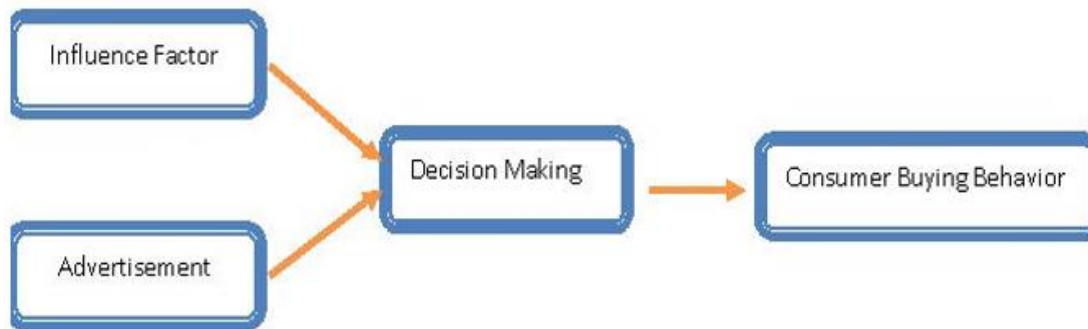 Influence Factor
Decision Making
Consumer Buying Behavior
Advertisement